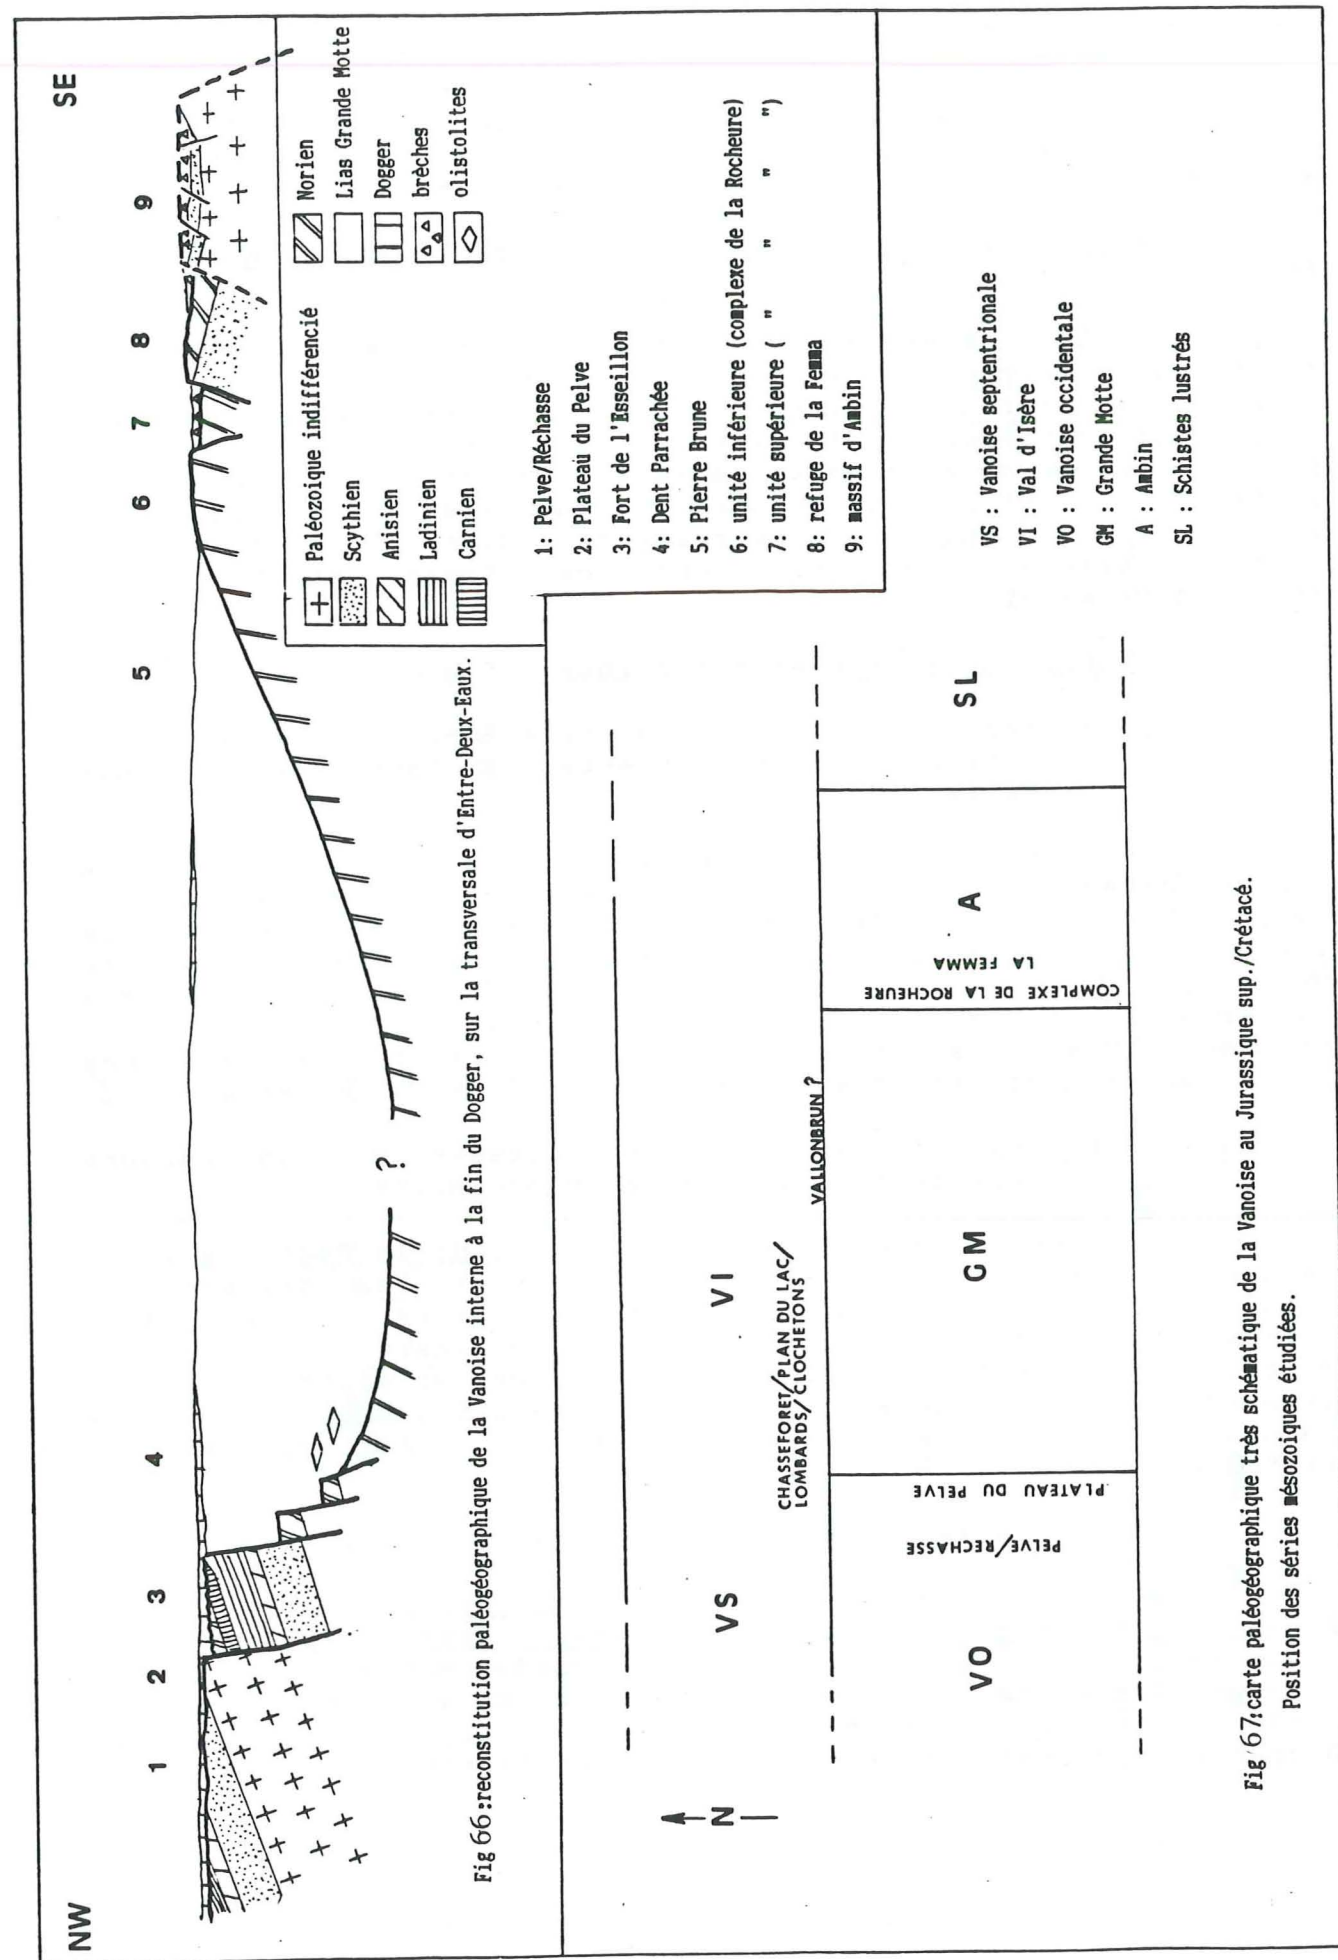 NW
SE
1
2
3
4
5
6
7
8
9
?
Paléozoique indifférencié
Scythien
Anisien
Ladinien
Carnien
Norien
Lias Grande Motte
Dogger
brèches
olistolites
1: Pelve/Réchasse
2: Plateau du Pelve
3: Fort de l'Esseillon
4: Dent Parrachée
5: Pierre Brune
6: unité inférieure (complexe de la Rocheure)
7: unité supérieure ( " " " " )
8: refuge de la Femma
9: massif d'Ambin
Fig 66:reconstitution paléogéographique de la Vanoise interne à la fin du Dogger, sur la transversale d'Entre-Deux-Eaux.
N
VS
VI
CHASSEFORET/PLAN DU LAC/
LOMBARDS/CLOCHETONS
VALLONBRUN ?
VO
PELVE/RECHASSE
PLATEAU DU PELVE
GM
COMPLEXE DE LA ROCHEURE
LA FEMMA
A
SL
VS : Vanoise septentrionale
VI : Val d'Isère
VO : Vanoise occidentale
GM : Grande Motte
A : Ambin
SL : Schistes lustrés
Fig 67:carte paléogéographique très schématique de la Vanoise au Jurassique sup./Crétacé.
Position des séries mésozoiques étudiées.